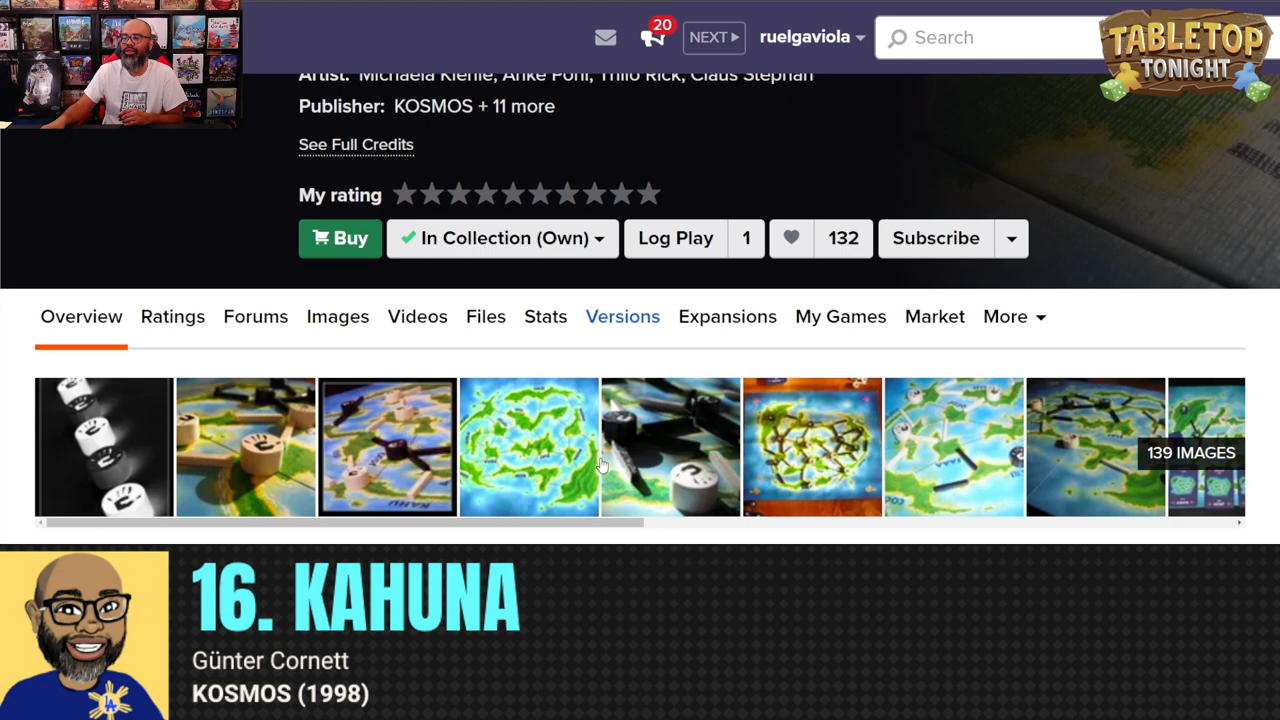 20
NEXT
ruelgaviola
Search
TABLETOP
TONIGHT
Artist: Michaela Kienle, Anke Pohl, Thilo Rick, Claus Stephan
Publisher: KOSMOS + 11 more
See Full Credits
My rating
Buy
In Collection (Own)
Log Play
1
132
Subscribe
Overview
Ratings
Forums
Images
Videos
Files
Stats
Versions
Expansions
My Games
Market
More
139 IMAGES
16. KAHUNA
Günter Cornett
KOSMOS (1998)